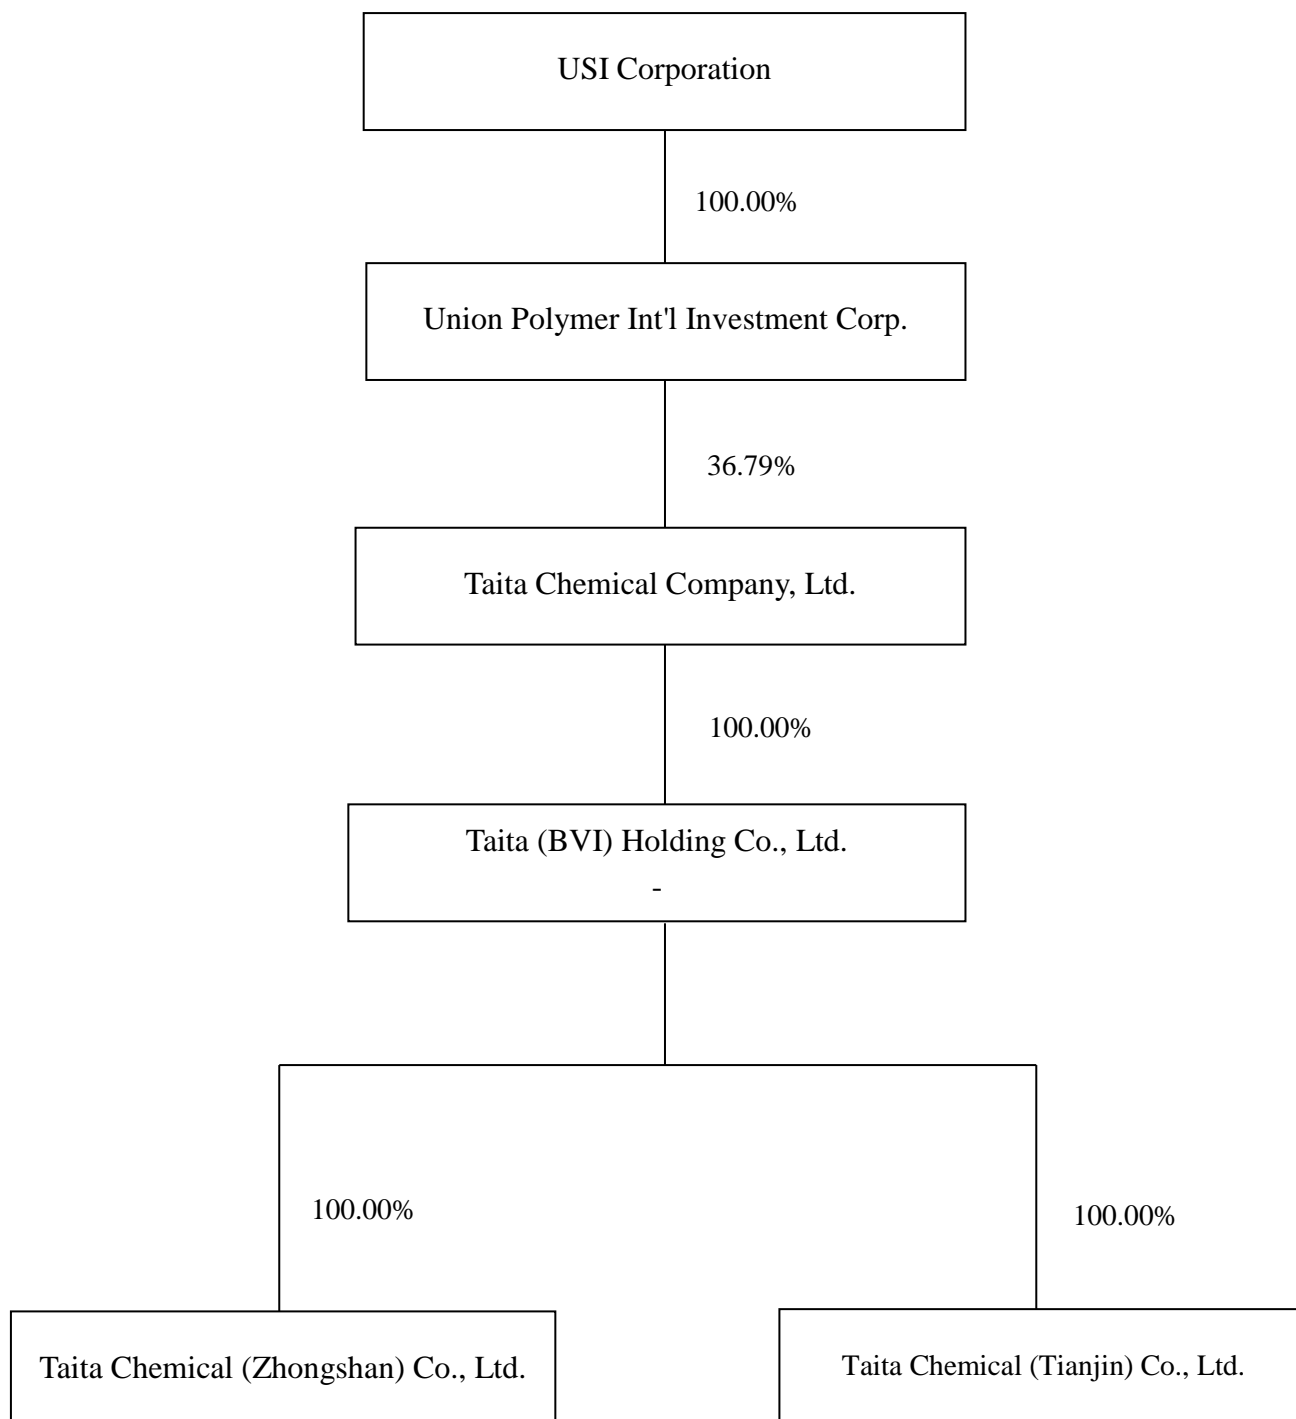 USI Corporation
100.00%
Union Polymer Int'l Investment Corp.
36.79%
Taita Chemical Company, Ltd.
100.00%
Taita (BVI) Holding Co., Ltd.
-
100.00%
100.00%
Taita Chemical (Zhongshan) Co., Ltd.
Taita Chemical (Tianjin) Co., Ltd.